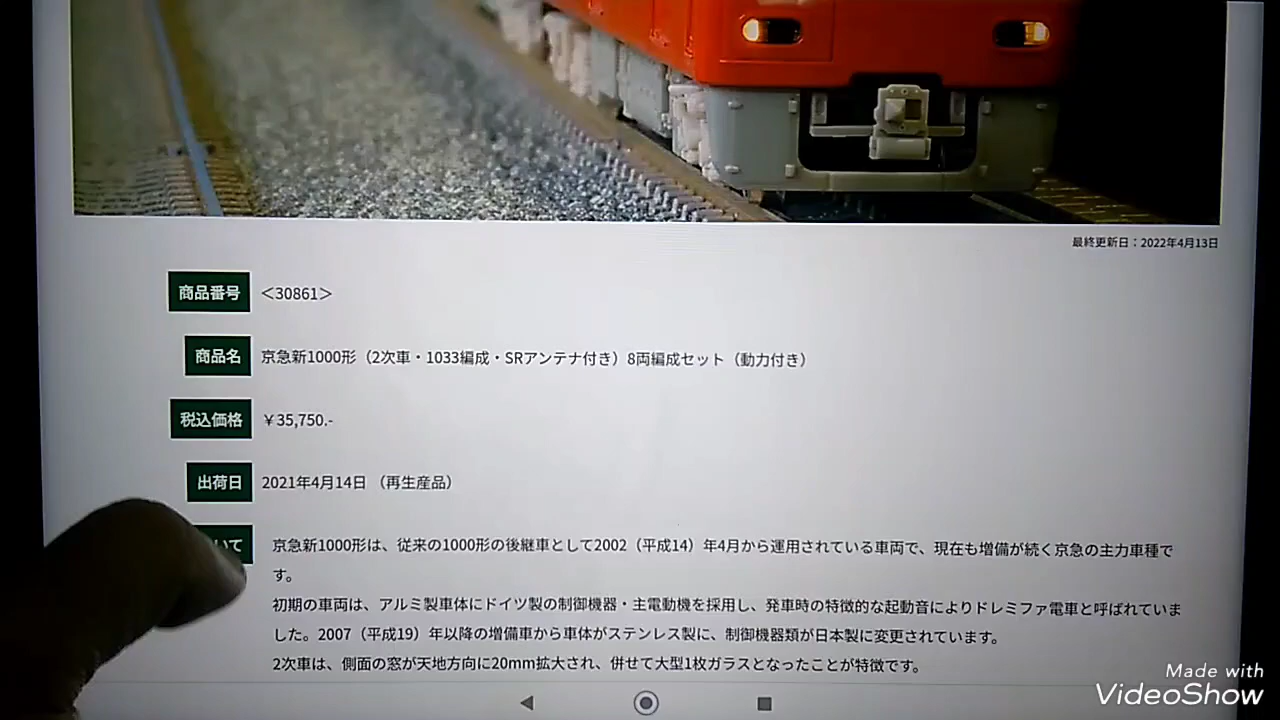 最終更新日：2022年4月13日
商品番号 ＜30861＞
商品名 京急新1000形（2次車・1033編成・SRアンテナ付き）8両編成セット（動力付き）
税込価格 ￥35,750.-
出荷日 2021年4月14日 （再生産品）
いて 京急新1000形は、従来の1000形の後継車として2002（平成14）年4月から運用されている車両で、現在も増備が続く京急の主力車種で
す。
初期の車両は、アルミ製車体にドイツ製の制御機器・主電動機を採用し、発車時の特徴的な起動音によりドレミファ電車と呼ばれていま
した。2007（平成19）年以降の増備車から車体がステンレス製に、制御機器類が日本製に変更されています。
2次車は、側面の窓が天地方向に20mm拡大され、併せて大型1枚ガラスとなったことが特徴です。
Made with
VideoShow